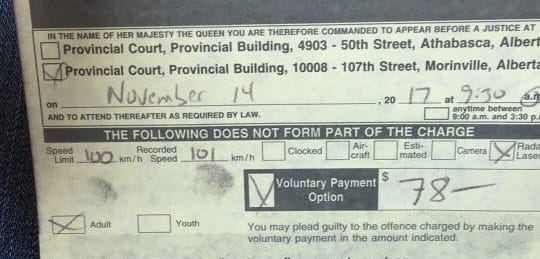 IN THE NAME OF HER MAJESTY THE QUEEN YOU ARE THEREFORE COMMANDED TO APPEAR BEFORE A JUSTICE AT
Provincial Court, Provincial Building, 4903 - 50th Street, Athabasca, Albert
Provincial Court, Provincial Building, 10008 - 107th Street, Morinville, Alberta
on November 14, 20 17 at 9:30 a.m
AND TO ATTEND THEREAFTER AS REQUIRED BY LAW. anytime between 9:00 a.m. and 3:30 p.
THE FOLLOWING DOES NOT FORM PART OF THE CHARGE
Speed Limit 100 km/h Recorded Speed 101 km/h Clocked Air-craft Esti-mated Camera Rada Laser
Voluntary Payment Option $ 78-
Adult Youth You may plead guilty to the offence charged by making the
voluntary payment in the amount indicated.